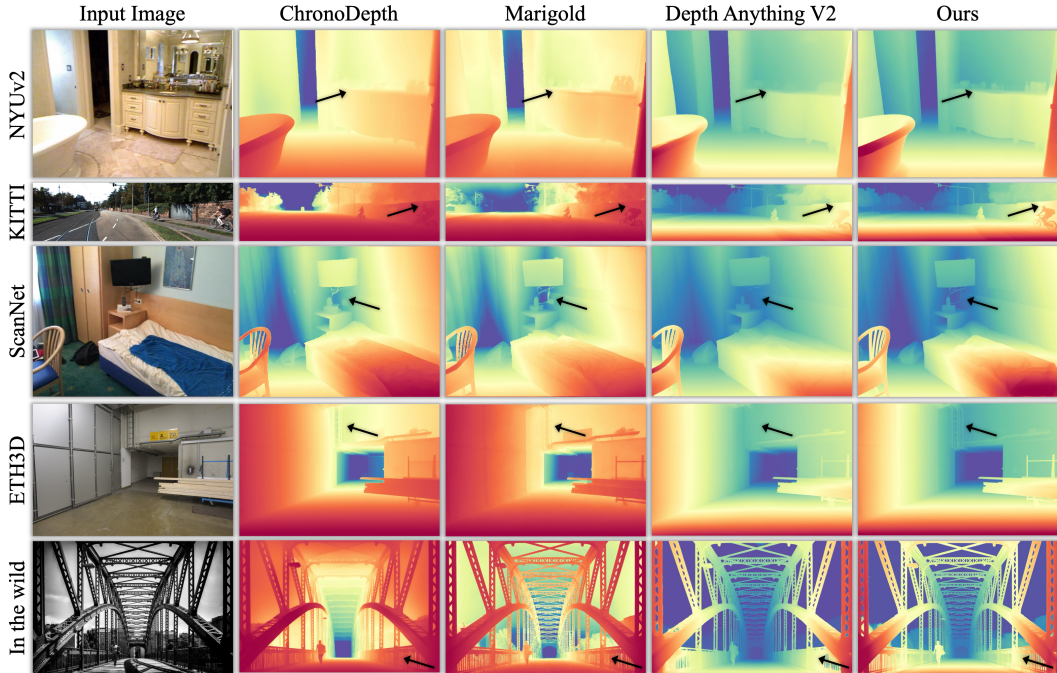 Input Image
ChronoDepth
Marigold
Depth Anything V2
Ours
NYUv2
KITTI
ScanNet
ETH3D
In the wild